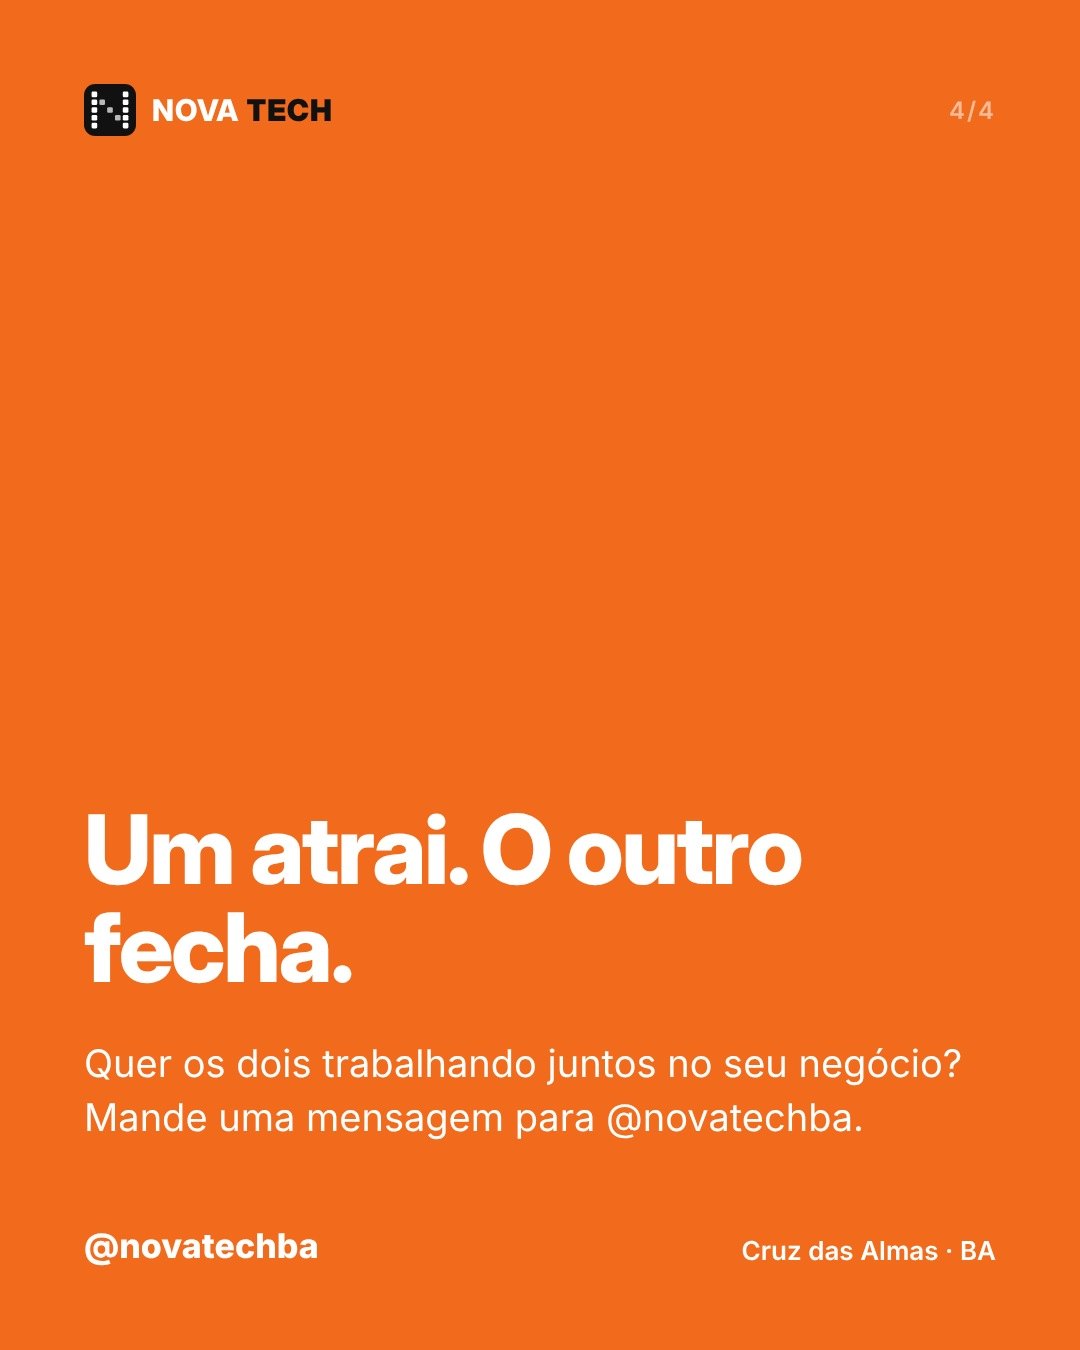 NOVA TECH
4/4
Um atrai. O outro
fecha.
Quer os dois trabalhando juntos no seu negócio?
Mande uma mensagem para @novatechba.
@novatechba
Cruz das Almas · BA